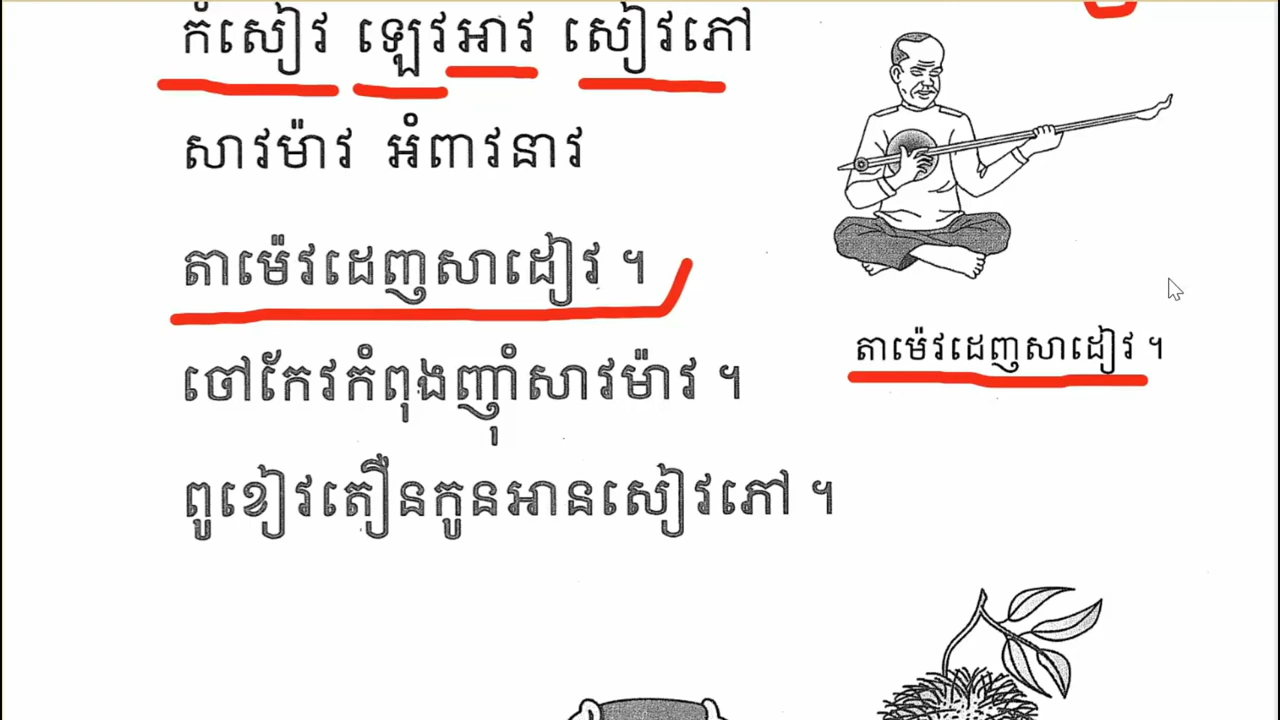 កំសៀវ ឡេវអាវ សៀវភៅ
សាវម៉ាវ អំពាវនាវ
តាម៉េវដេញសាដៀវ ។
ចៅកែវកំពុងញ៉ាំសាវម៉ាវ ។
ពូខៀវតឿនកូនអានសៀវភៅ ។
តាម៉េវដេញសាដៀវ ។